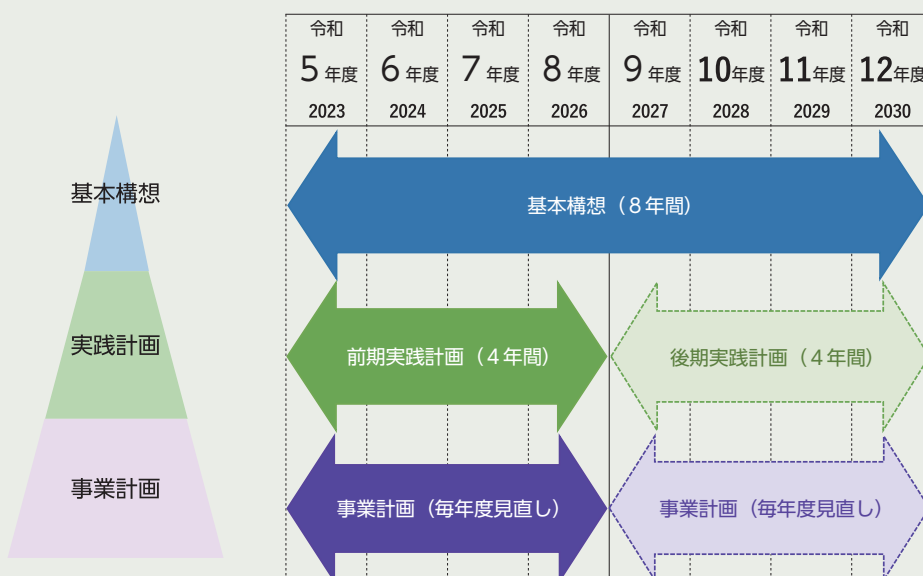 令和 令和 令和 令和 令和 令和 令和 令和
5年度 6年度 7年度 8年度 9年度 10年度 11年度 12年度
2023 2024 2025 2026 2027 2028 2029 2030
基本構想
基本構想（8年間）
実践計画
前期実践計画（4年間） 後期実践計画（4年間）
事業計画
事業計画（毎年度見直し） 事業計画（毎年度見直し）